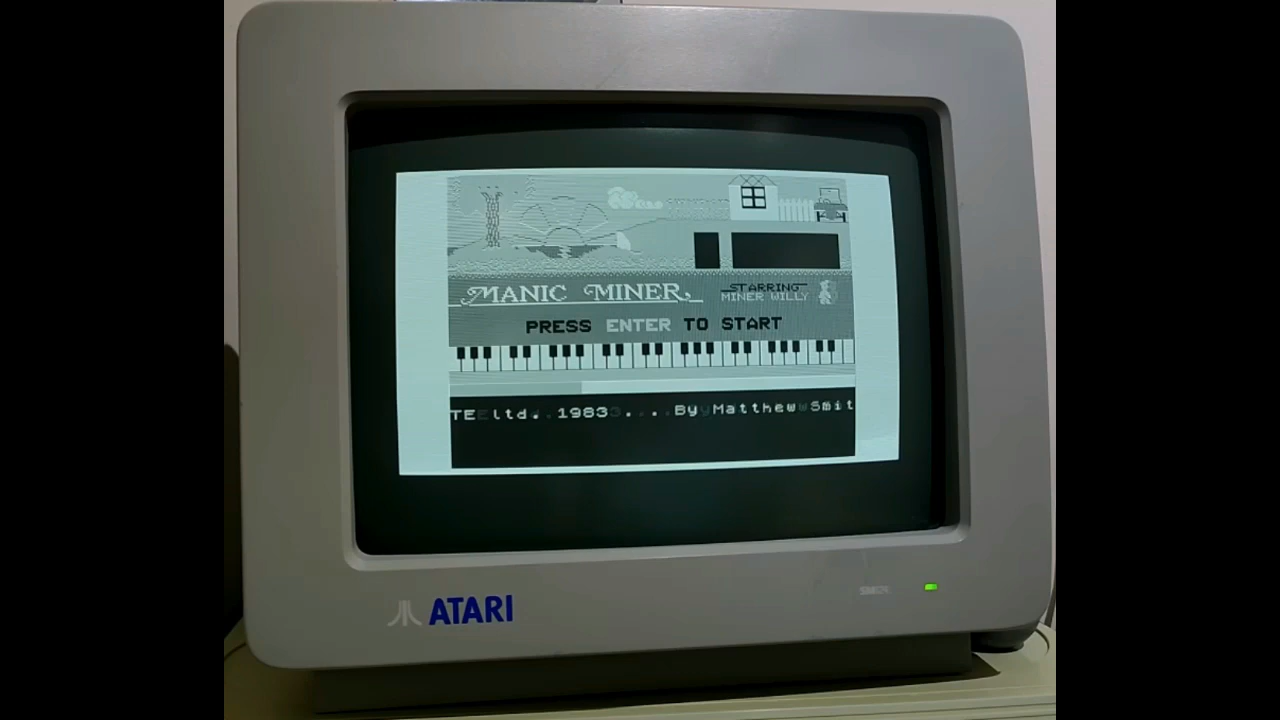 MANIC MINER
STARRING
MINER WILLY
PRESS ENTER TO START
TE ltd. 1983 . . . By Matthew Smit
ATARI